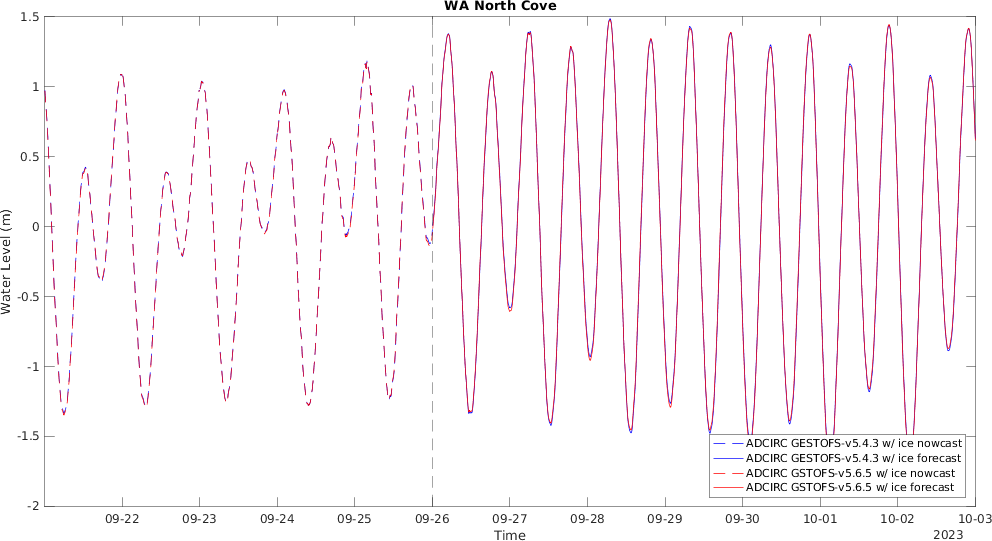 WA North Cove
1.5
1
0.5
0
-0.5
-1
-1.5
-2
Water Level (m)
ADCIRC GESTOFS-v5.4.3 w/ ice nowcast
ADCIRC GESTOFS-v5.4.3 w/ ice forecast
ADCIRC GSTOFS-v5.6.5 w/ ice nowcast
ADCIRC GSTOFS-v5.6.5 w/ ice forecast
09-22 09-23 09-24 09-25 09-26 09-27 09-28 09-29 09-30 10-01 10-02 10-03
Time
2023